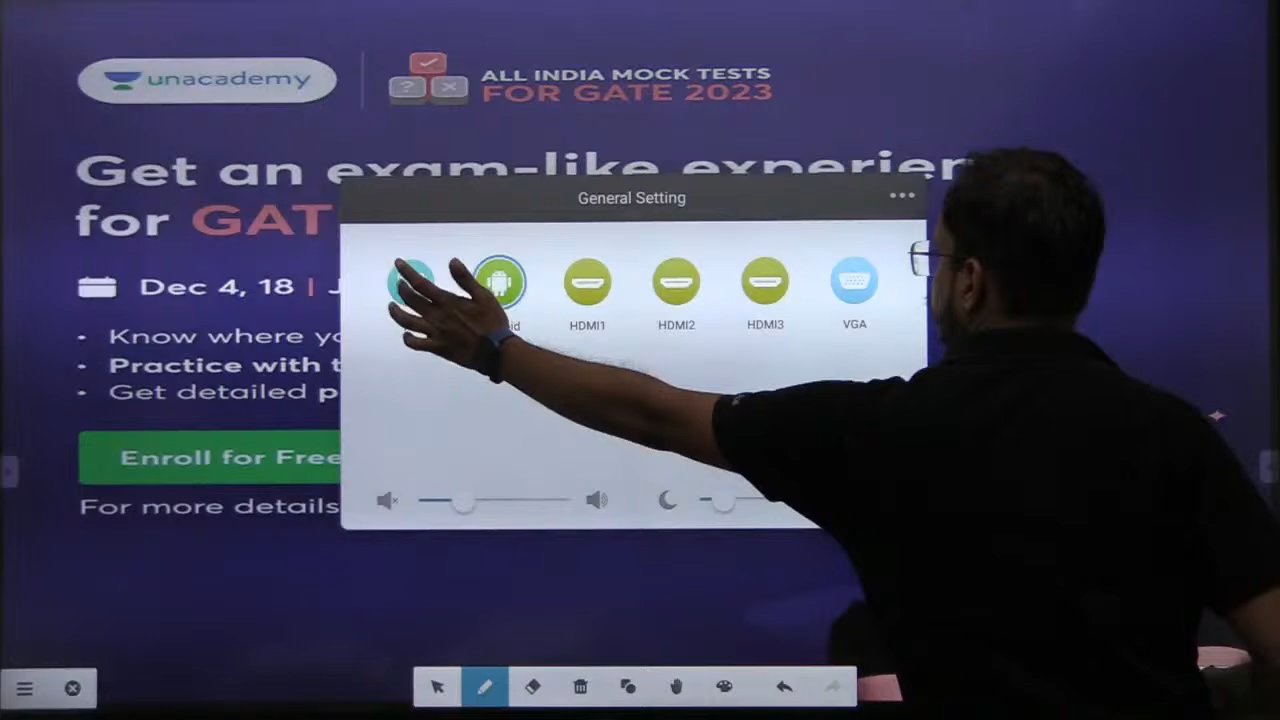 unacademy
ALL INDIA MOCK TESTS
FOR GATE 2023
Get an exam-like
for GAT
General Setting
Dec 4, 18 |
Know where
Practice with
Get detailed
HDMI1
HDMI2
HDMI3
VGA
Enroll for Free
For more details